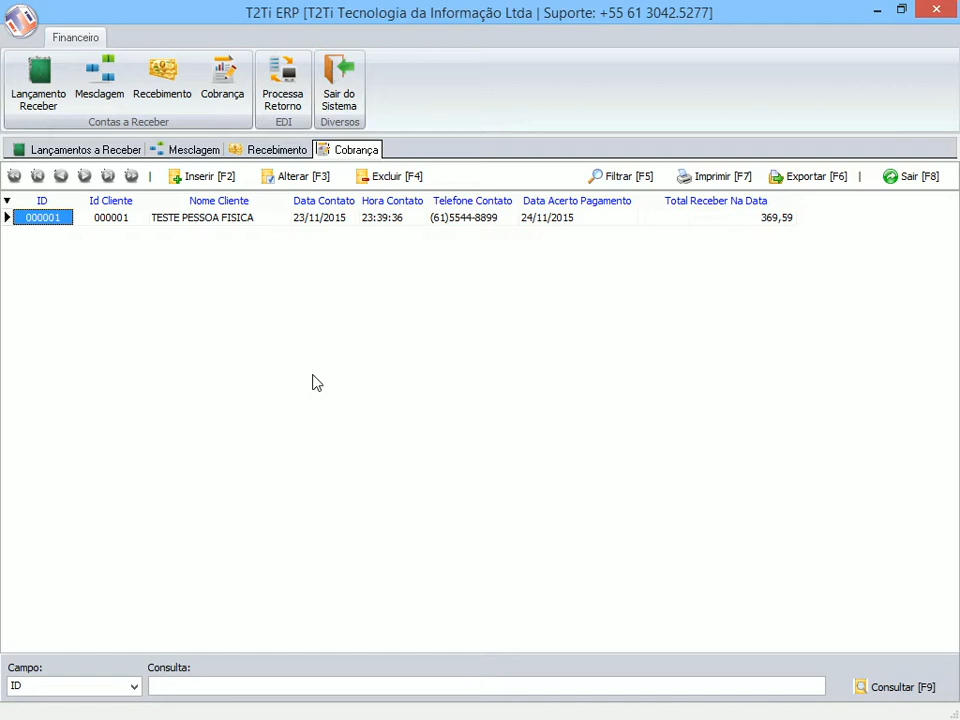 T2Ti ERP [T2Ti Tecnologia da Informação Ltda | Suporte: +55 61 3042.5277]
Financeiro
Lançamento Receber
Mesclagem
Recebimento
Cobrança
Processa Retorno
Sair do Sistema
Contas a Receber
EDI
Diversos
Lançamentos a Receber
Mesclagem
Recebimento
Cobrança
Inserir [F2]
Alterar [F3]
Excluir [F4]
Filtrar [F5]
Imprimir [F7]
Exportar [F6]
Sair [F8]
ID Id Cliente Nome Cliente Data Contato Hora Contato Telefone Contato Data Acerto Pagamento Total Receber Na Data
000001 000001 TESTE PESSOA FISICA 23/11/2015 23:39:36 (61)5544-8899 24/11/2015 369,59
Campo: Consulta:
ID
Consultar [F9]